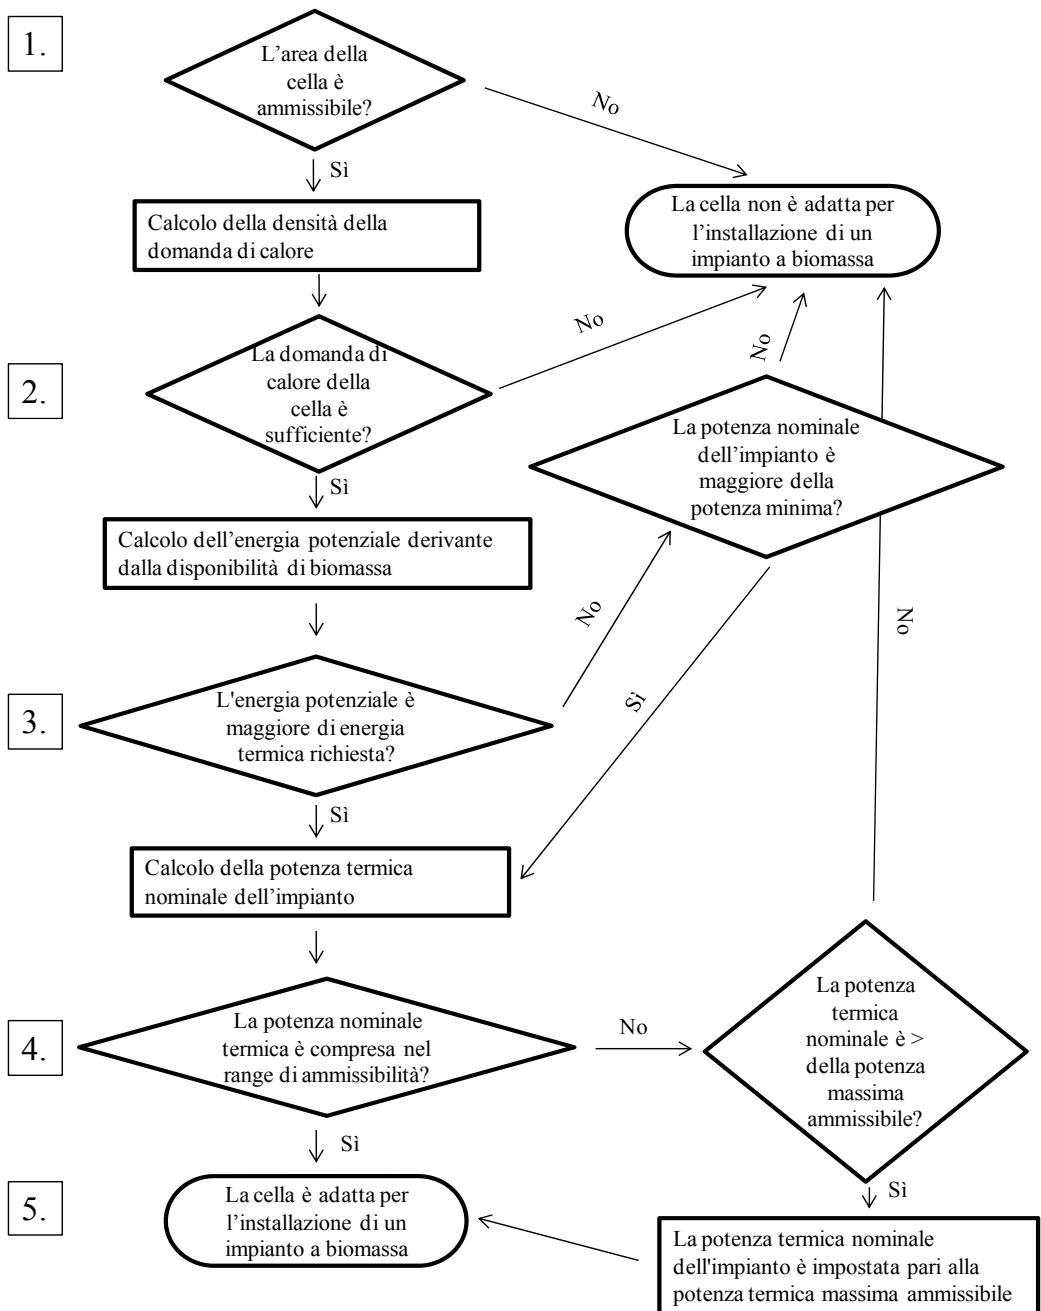 1.
L'area della
cella è
ammissibile?
No
Sì
Calcolo della densità della
domanda di calore
La cella non è adatta per
l'installazione di un
impianto a biomassa
2.
La domanda di
calore della
cella è
sufficiente?
No
No
Sì
La potenza nominale
dell'impianto è
maggiore della
potenza minima?
Calcolo dell'energia potenziale derivante
dalla disponibilità di biomassa
No
No
3.
L'energia potenziale è
maggiore di energia
termica richiesta?
Sì
Sì
Calcolo della potenza termica
nominale dell'impianto
4.
La potenza nominale
termica è compresa nel
range di ammissibilità?
No
La potenza
termica
nominale è >
della potenza
massima
ammissibile?
Sì
Sì
5.
La cella è adatta per
l'installazione di un
impianto a biomassa
La potenza termica nominale
dell'impianto è impostata pari alla
potenza termica massima ammissibile